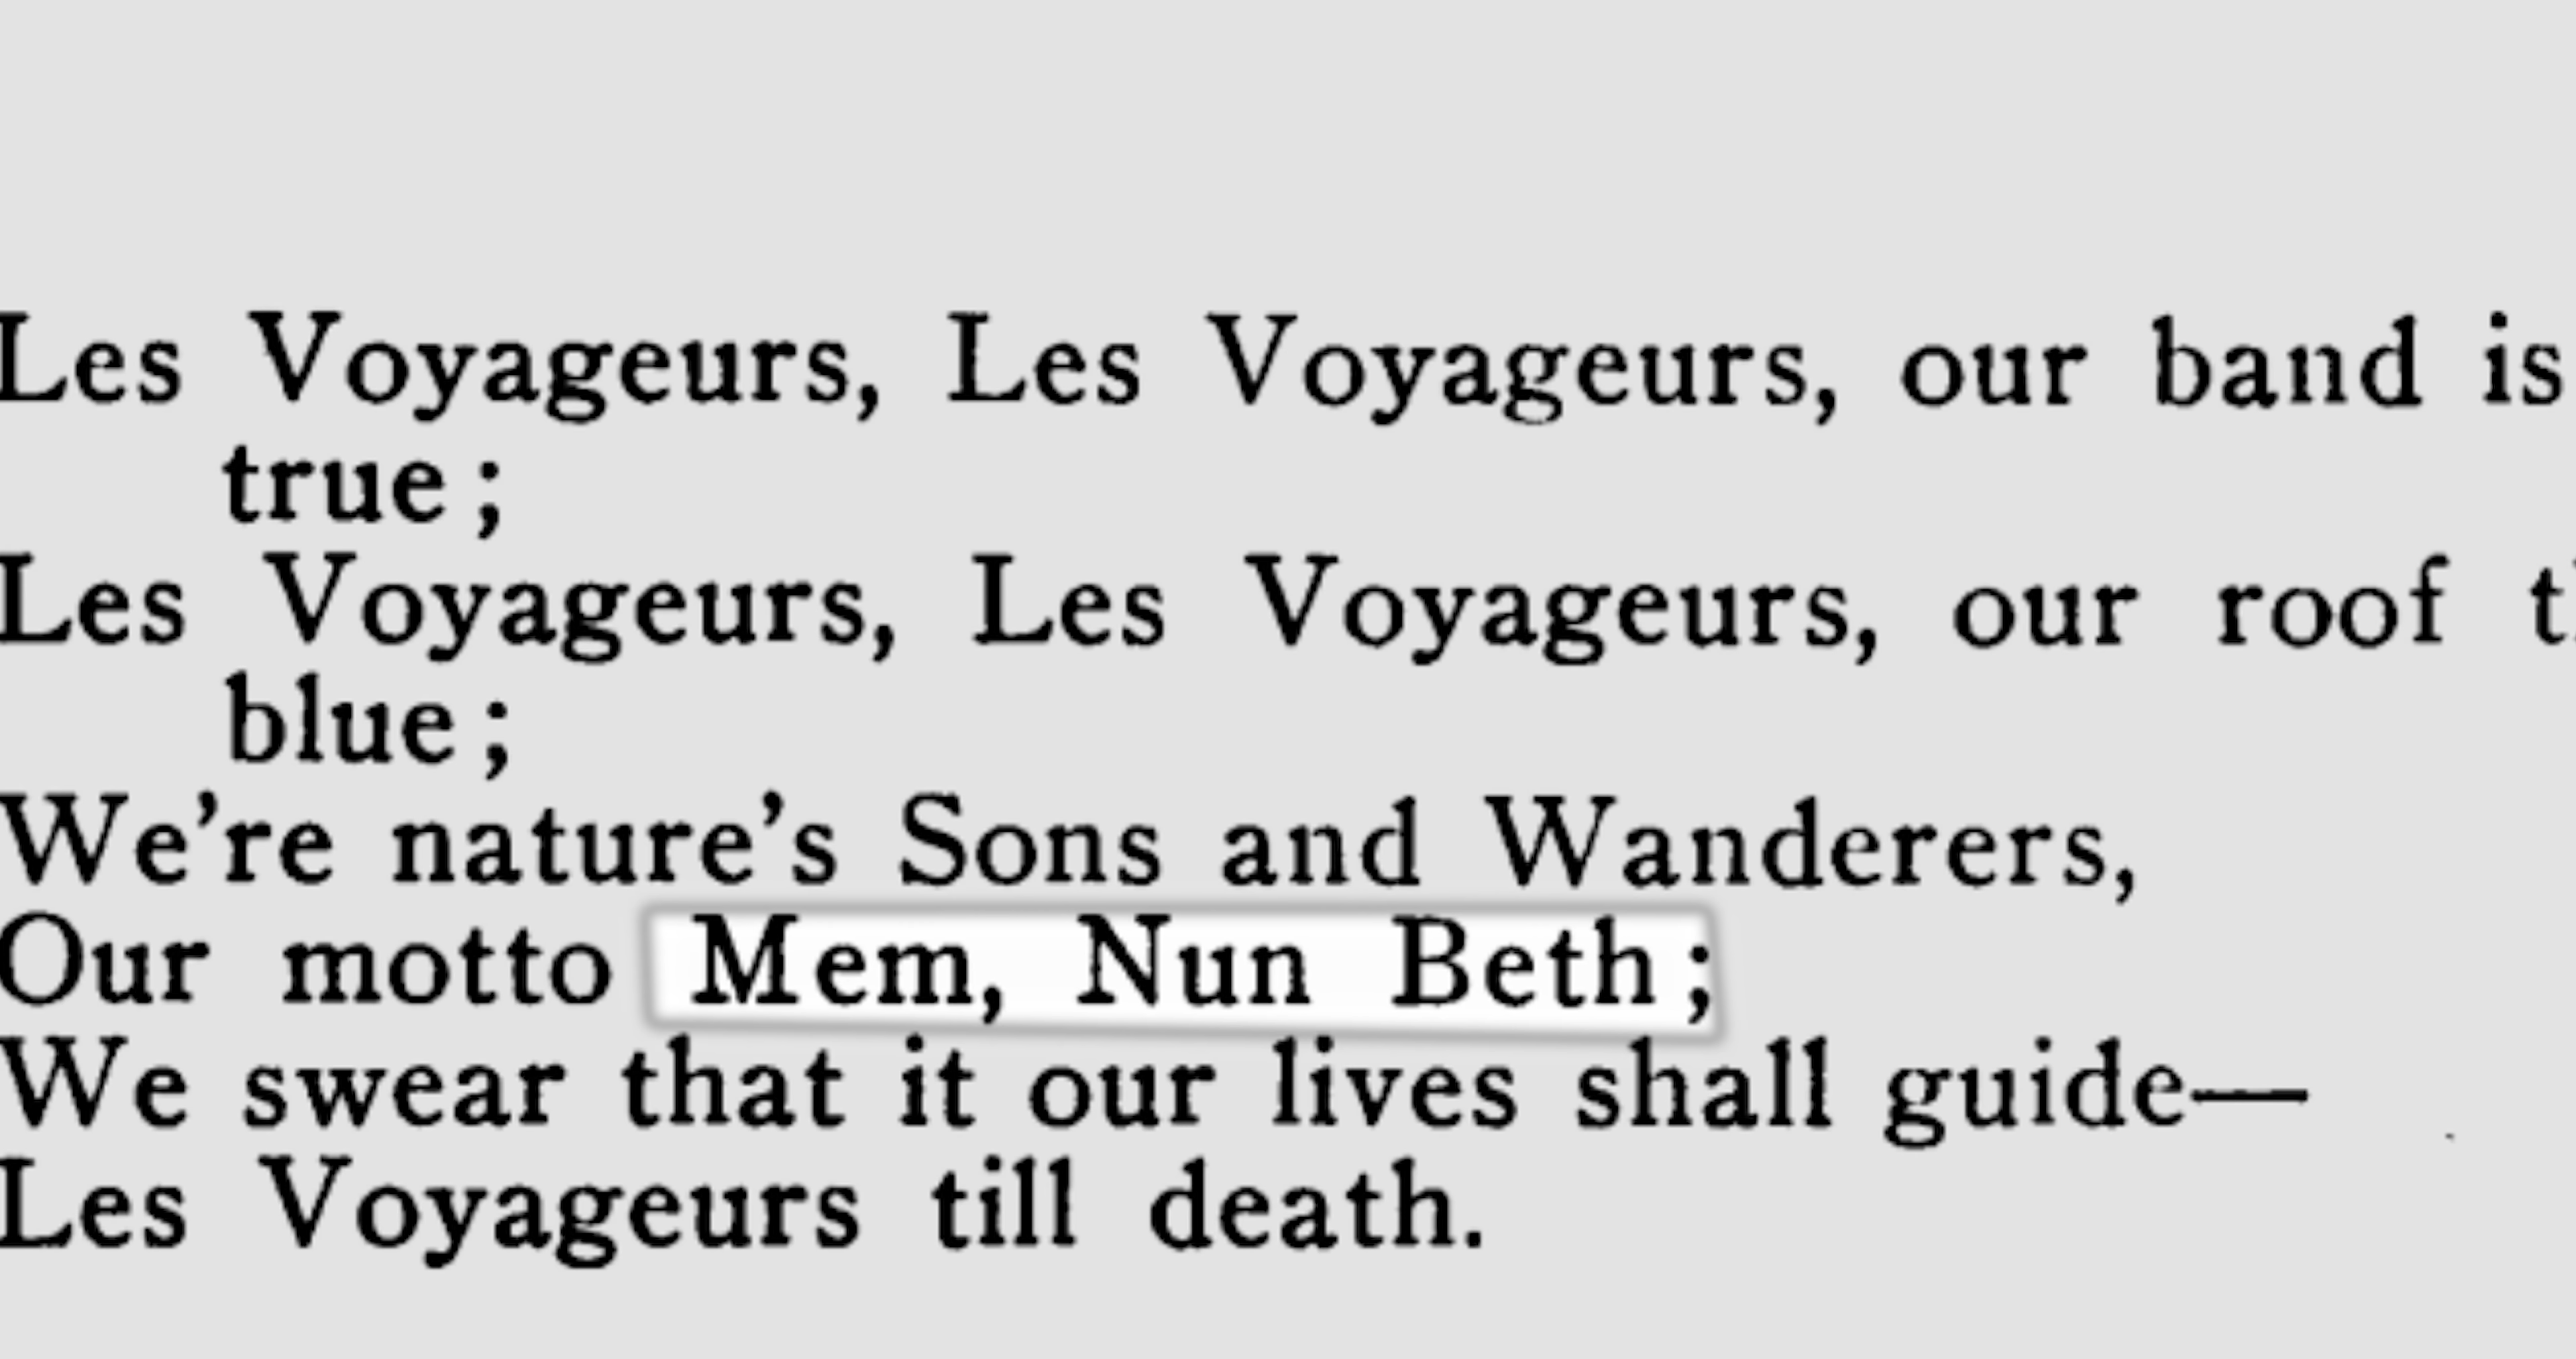 Les Voyageurs, Les Voyageurs, our band is
true;
Les Voyageurs, Les Voyageurs, our roof
blue;
We're nature's Sons and Wanderers,
Our motto Mem, Nun Beth;
We swear that it our lives shall guide—
Les Voyageurs till death.